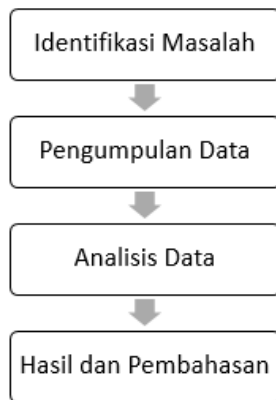 Identifikasi Masalah
Pengumpulan Data
Analisis Data
Hasil dan Pembahasan